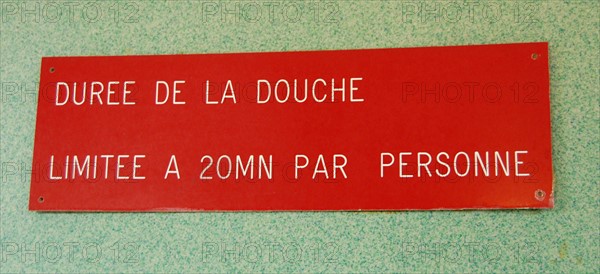 DUREE DE LA DOUCHE
LIMITEE A 20MN PAR PERSONNE